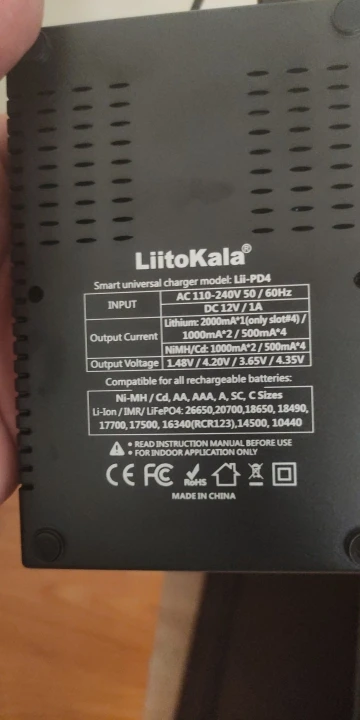 LiitoKala®
Smart universal charger model: Lii-PD4
INPUT
AC 110-240V 50 / 60Hz
DC 12V / 1A
Output Current
Lithium: 2000mA*1(only slot#4) /
1000mA*2 / 500mA*4
NiMH/Cd: 1000mA*2 / 500mA*4
Output Voltage
1.48V / 4.20V / 3.65V / 4.35V
Compatible for all rechargeable batteries:
Ni-MH / Cd, AA, AAA, A, SC, C Sizes
Li-Ion / IMR/ LiFePO4: 26650,20700,18650, 18490,
17700, 17500, 16340(RCR123),14500, 10440
• READ INSTRUCTION MANUAL BEFORE USE
• FOR INDOOR APPLICATION ONLY
CE FC RoHS
MADE IN CHINA